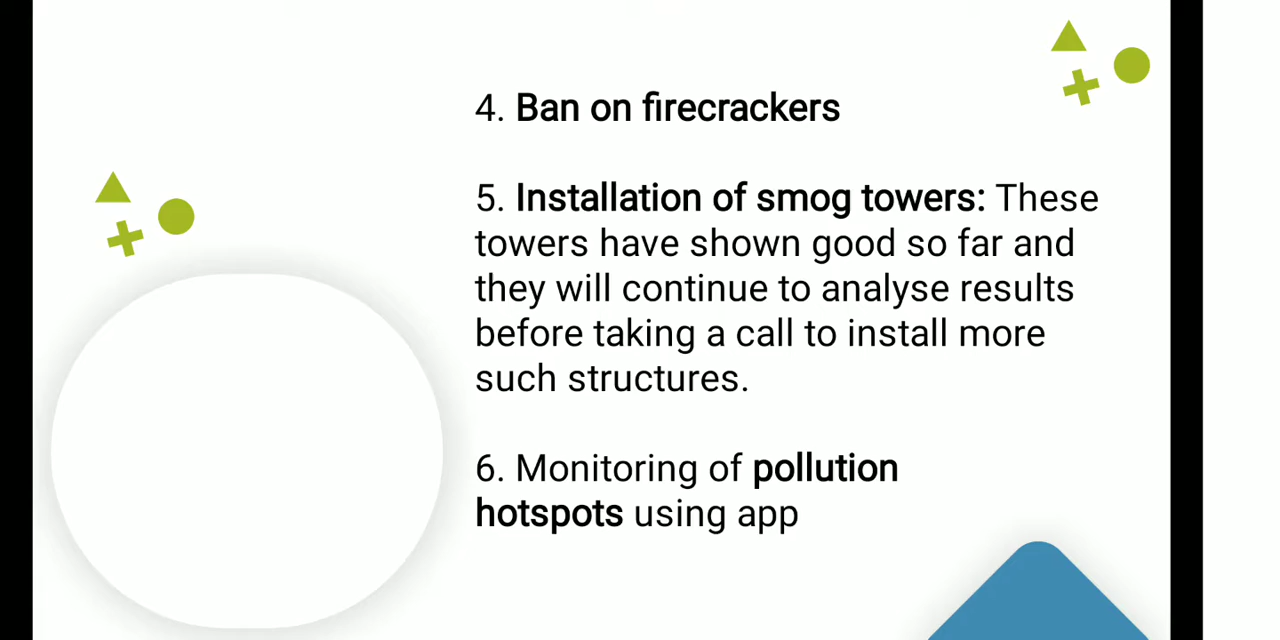 4. Ban on firecrackers
5. Installation of smog towers: These
towers have shown good so far and
they will continue to analyse results
before taking a call to install more
such structures.
6. Monitoring of pollution
hotspots using app